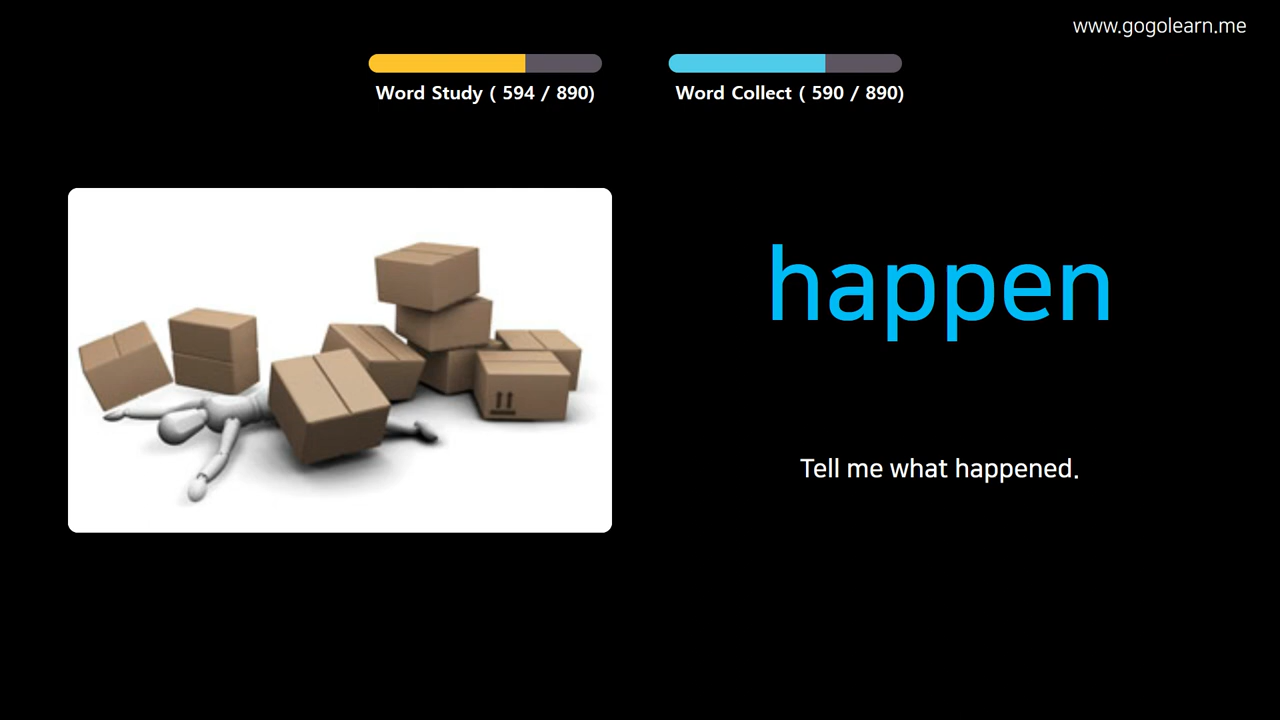 www.gogolearn.me
Word Study ( 594 / 890)
Word Collect ( 590 / 890)
happen
Tell me what happened.